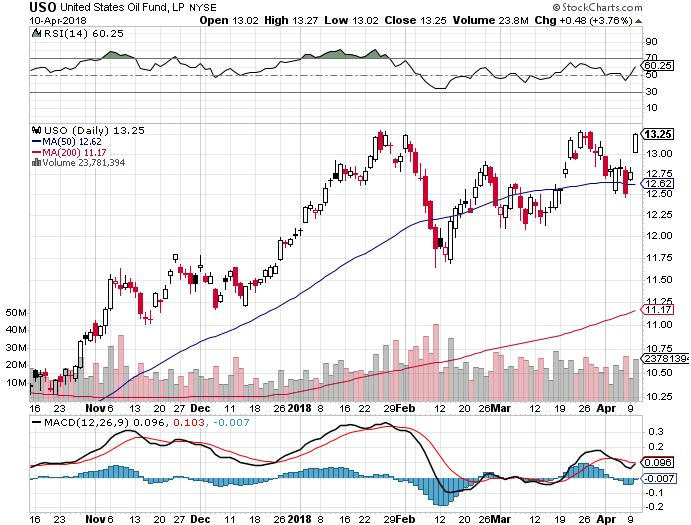 USO United States Oil Fund, LP NYSE © StockCharts.com
10-Apr-2018 Open 13.02 High 13.27 Low 13.02 Close 13.25 Volume 23.8M Chg +0.48 (+3.76%)
RSI(14) 60.25
90
70
60.25
50
30
10
USO (Daily) 13.25
MA(50) 12.62
MA(200) 11.17
Volume 23,781,394
13.25
13.00
12.75
12.62
12.50
12.25
12.00
11.75
11.50
11.25
11.17
11.00
10.75
10.50
10.25
50M
40M
30M
20M
10M
23781394
16 23 Nov 6 13 20 27 Dec 11 18 26 2018 8 16 22 29 Feb 12 20 26 Mar 12 19 26 Apr 9
MACD(12,26,9) 0.096, 0.103, -0.007
0.3
0.2
0.096
-0.007
-0.1
-0.2
16 23 Nov 6 13 20 27 Dec 11 18 26 2018 8 16 22 29 Feb 12 20 26 Mar 12 19 26 Apr 9